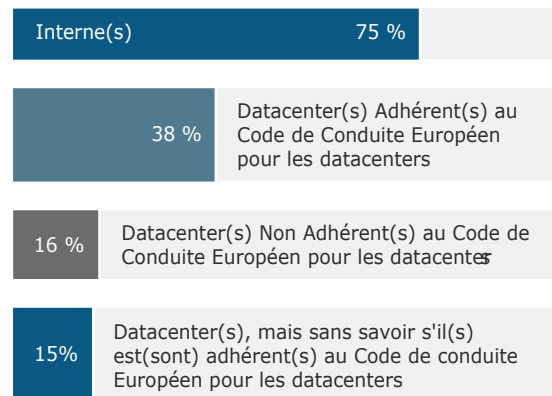 Interne(s) 75 %
38 %
Datacenter(s) Adhérent(s) au
Code de Conduite Européen
pour les datacenters
16 %
Datacenter(s) Non Adhérent(s) au Code de
Conduite Européen pour les datacenters
15%
Datacenter(s), mais sans savoir s'il(s)
est(sont) adhérent(s) au Code de conduite
Européen pour les datacenters